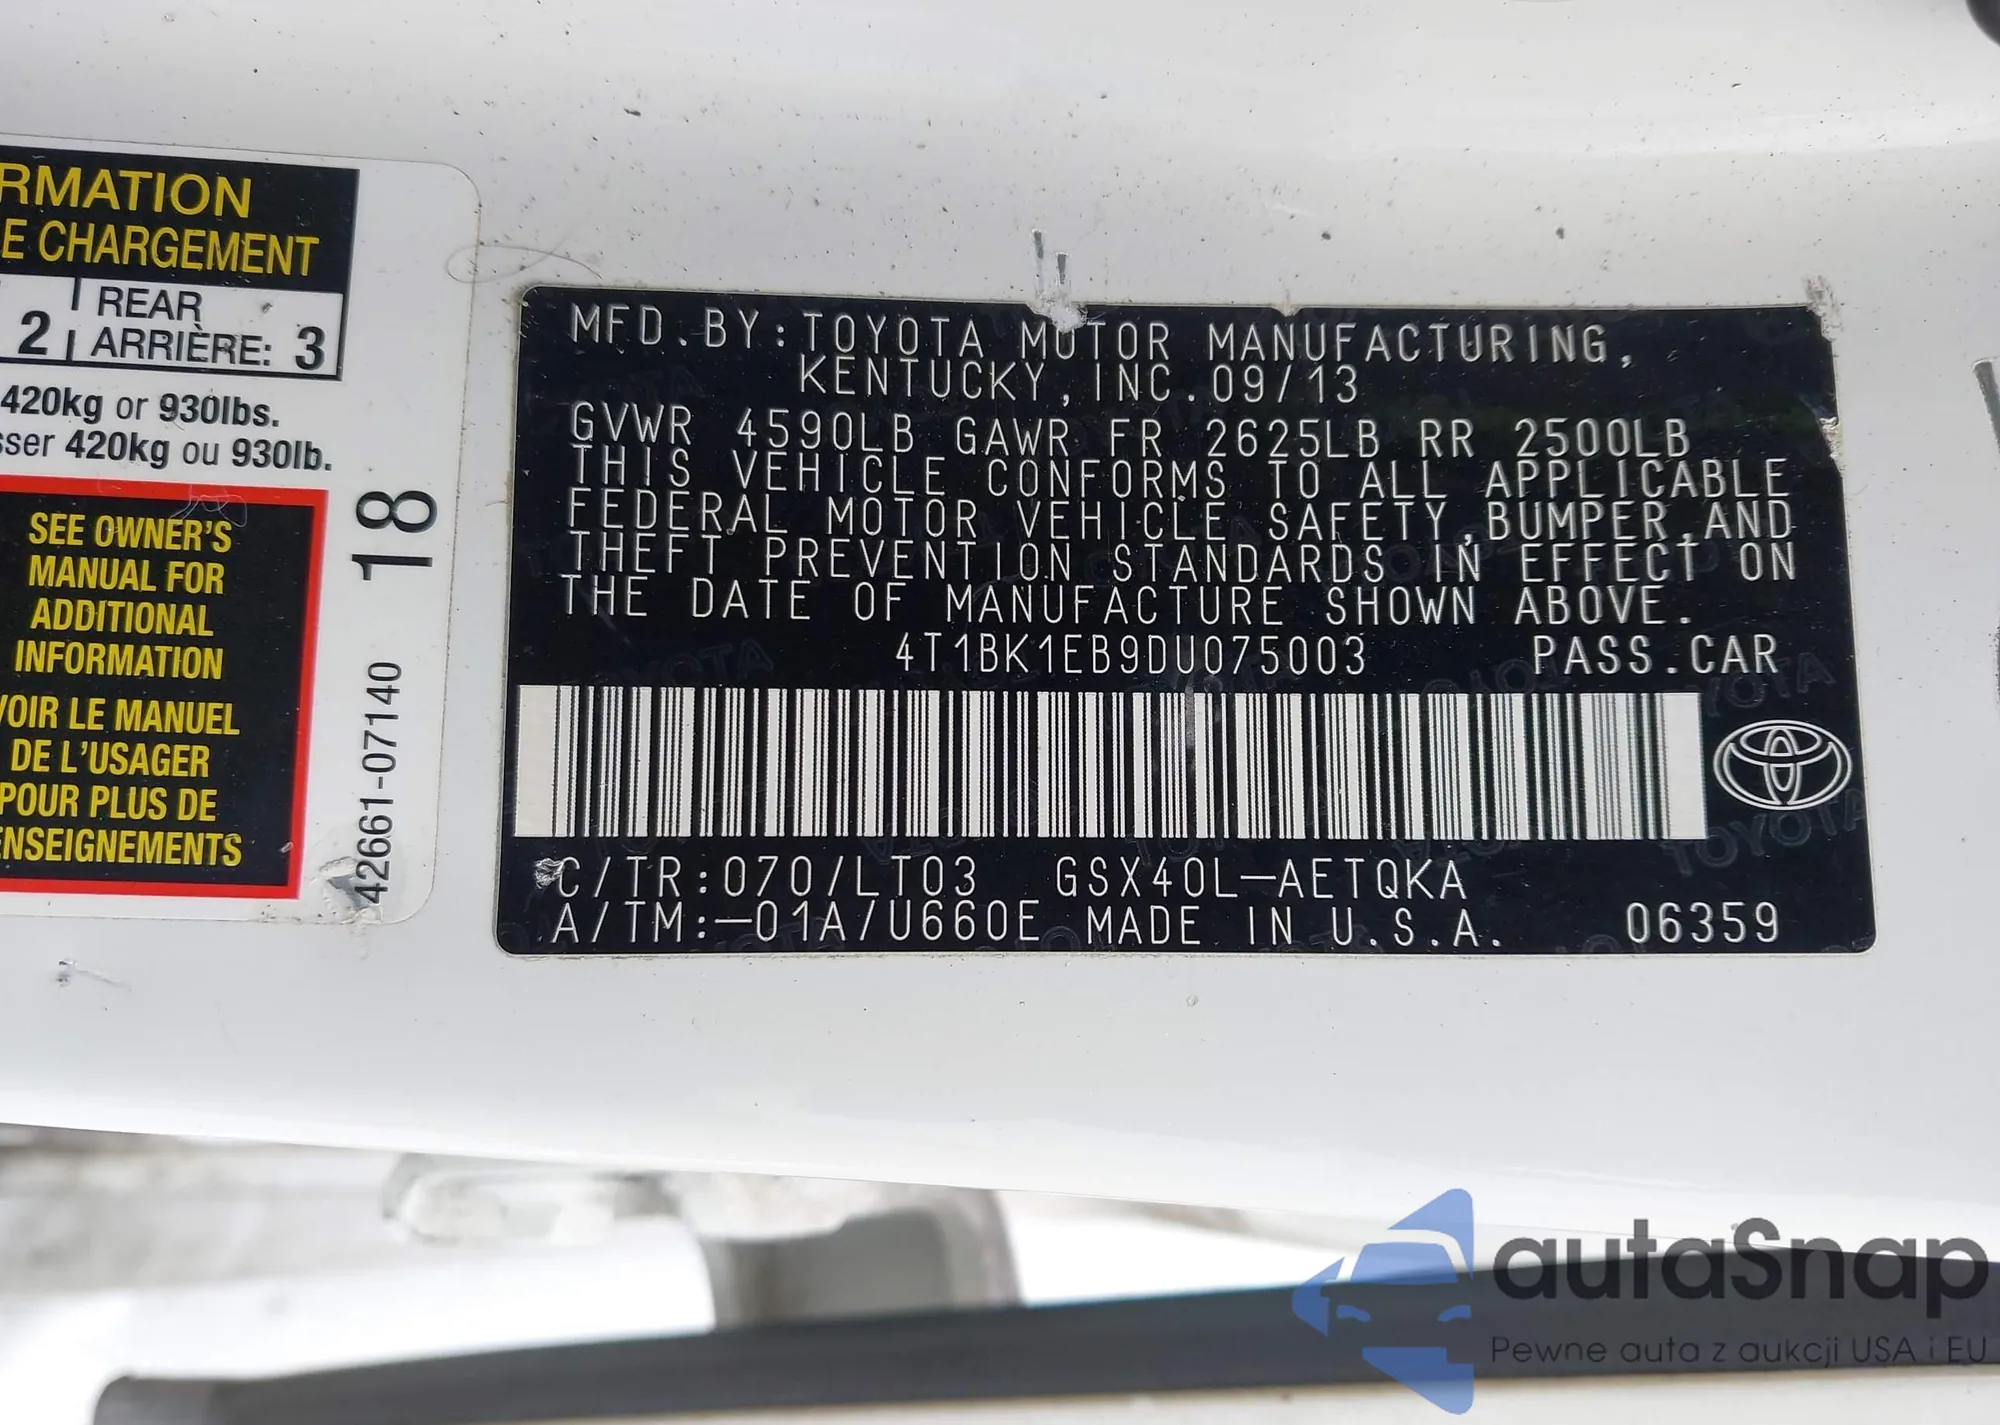 RMATION
E CHARGEMENT
2 REAR
ARRIÈRE: 3
420kg or 930lbs.
sser 420kg ou 930lb.
SEE OWNER'S
MANUAL FOR
ADDITIONAL
INFORMATION
VOIR LE MANUEL
DE L'USAGER
POUR PLUS DE
ENSEIGNEMENTS
42661-07140 18
MFD.BY:TOYOTA MOTOR MANUFACTURING,
KENTUCKY,INC.09/13
GVWR 4590LB GAWR FR 2625LB RR 2500LB
THIS VEHICLE CONFORMS TO ALL APPLICABLE
FEDERAL MOTOR VEHICLE SAFETY,BUMPER,AND
THEFT PREVENTION STANDARDS IN EFFECT ON
THE DATE OF MANUFACTURE SHOWN ABOVE.
4T1BK1EB9DU075003 PASS.CAR
C/TR:070/LT03 GSX40L-AETQKA
A/TM:-01A/U660E MADE IN U.S.A. 06359
autaSnap
Pewne auta z aukcji USA i EU